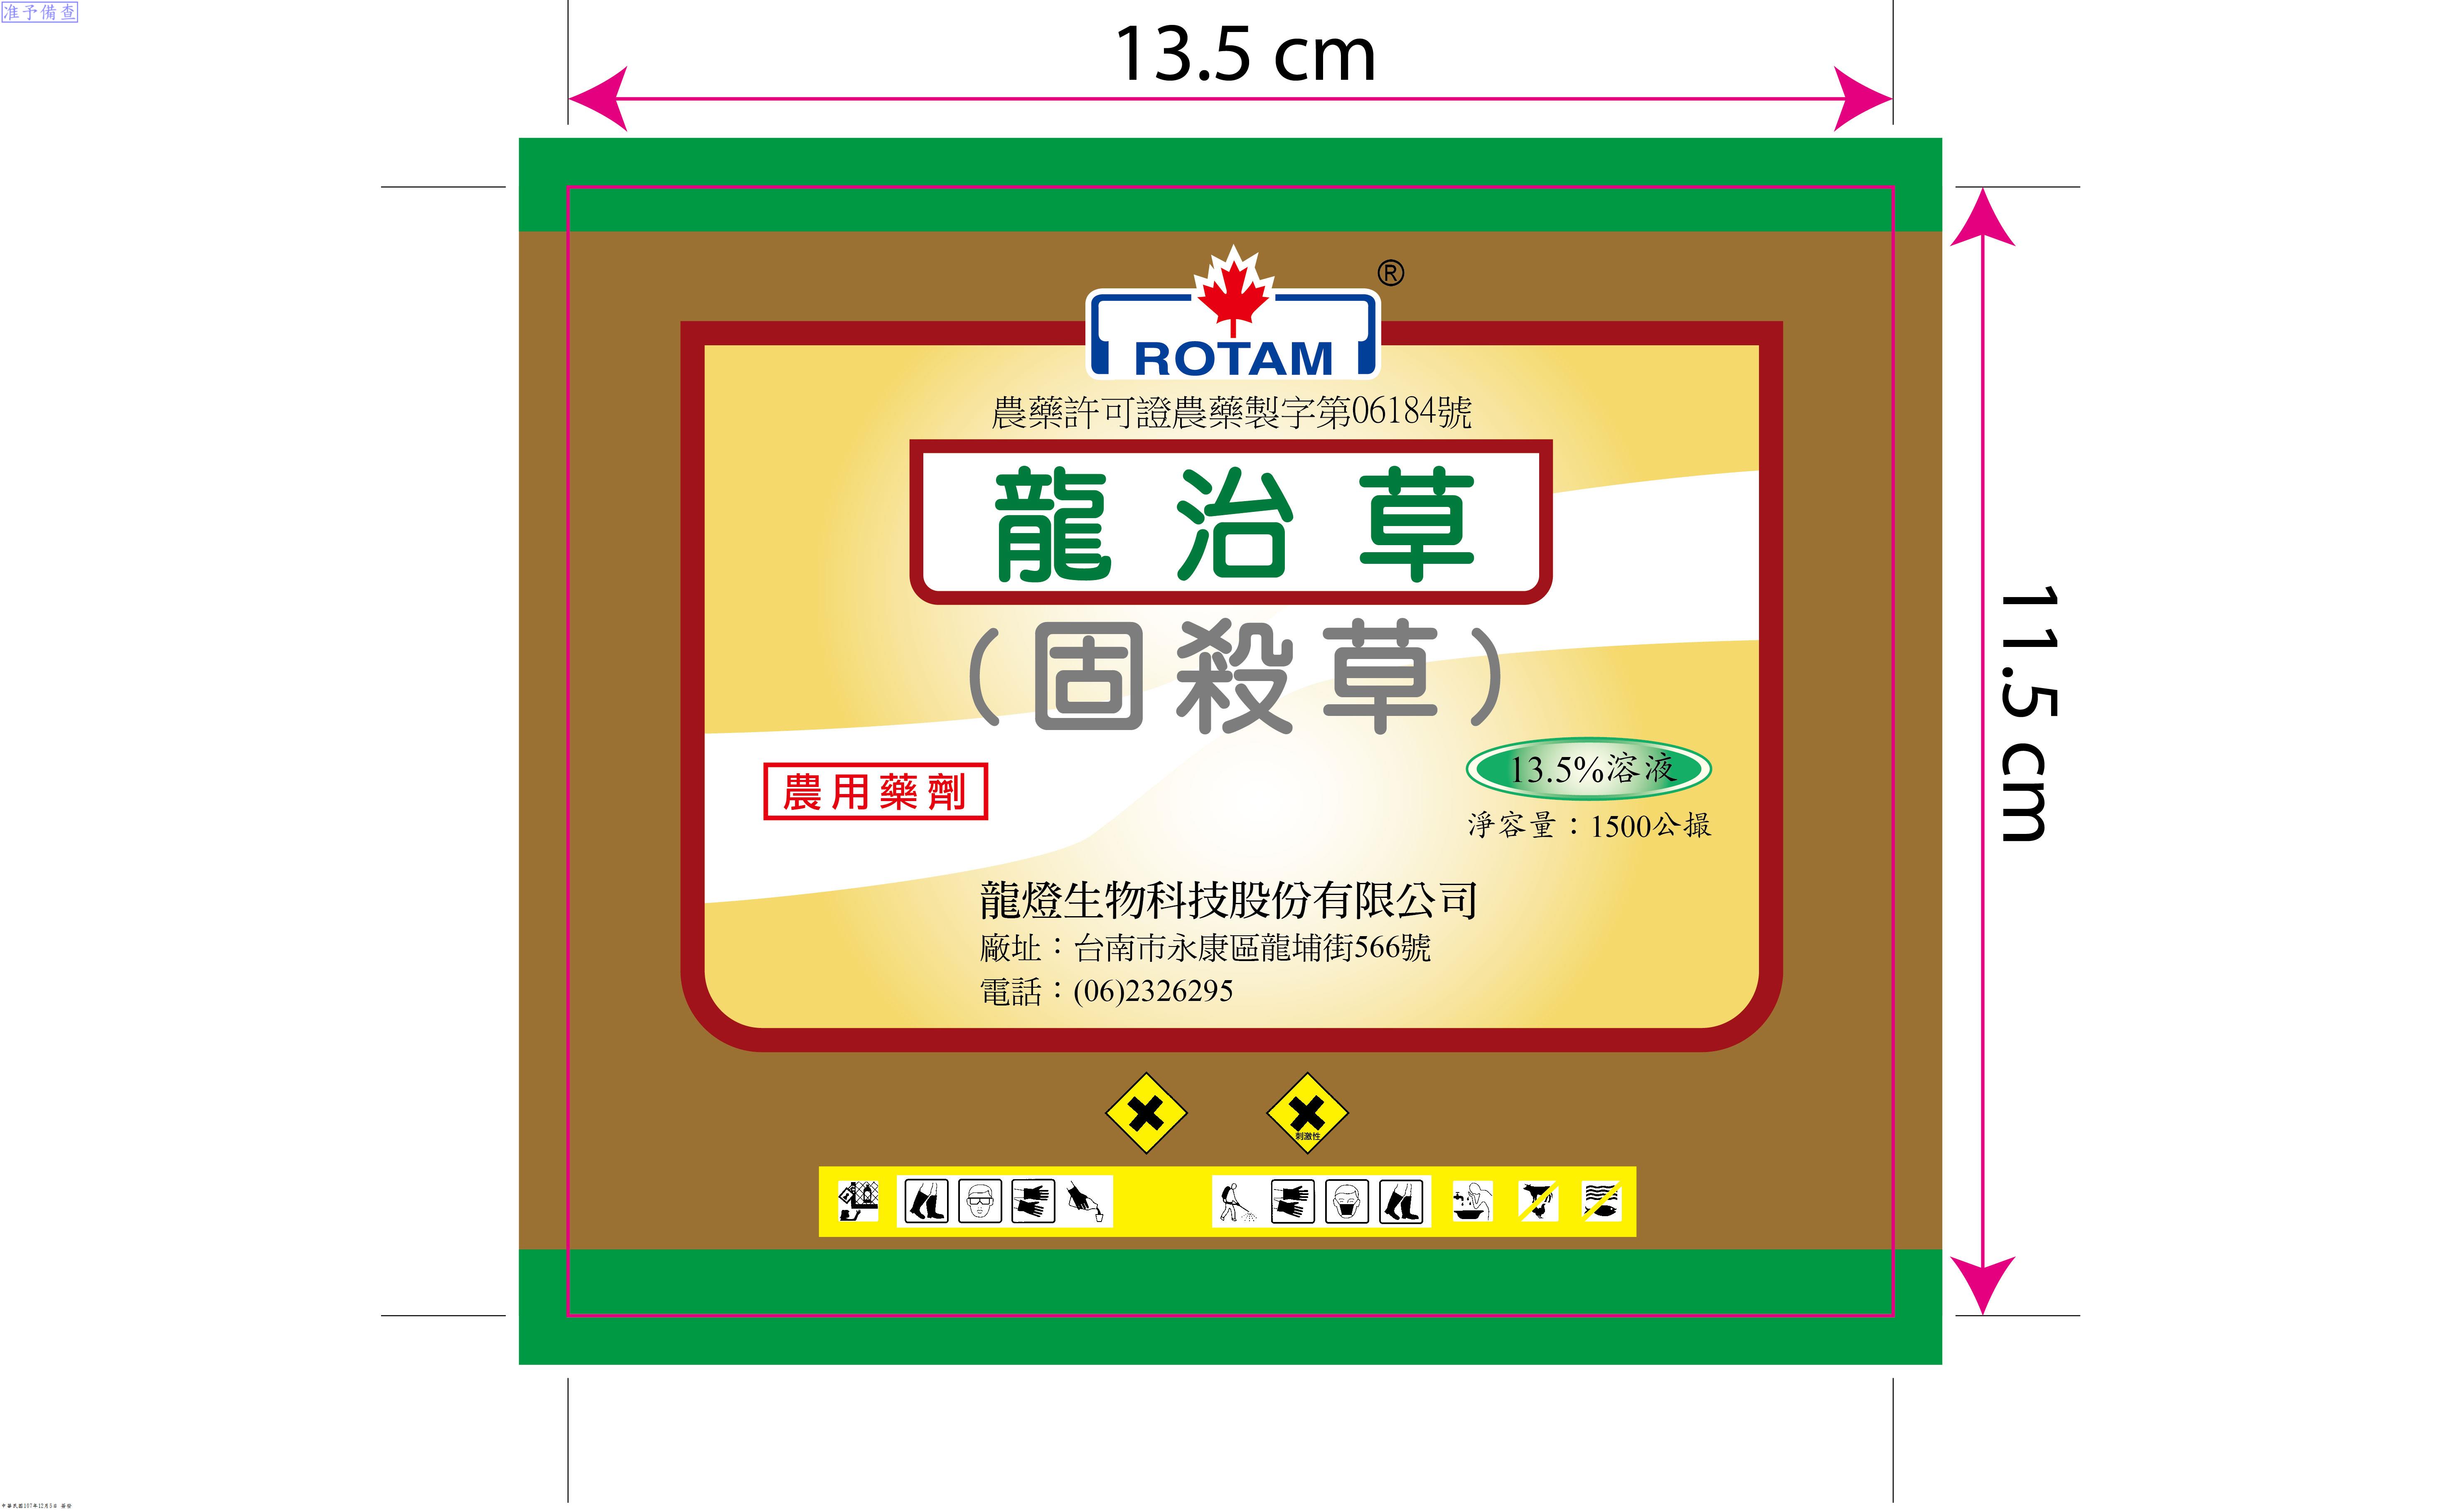 准予備查
13.5 cm
®
ROTAM
農藥許可證農藥製字第06184號
龍治草
(固殺草)
農用藥劑
13.5%溶液
淨容量：1500公撮
11.5 cm
龍燈生物科技股份有限公司
廠址：台南市永康區龍埔街566號
電話：(06)2326295
刺激性